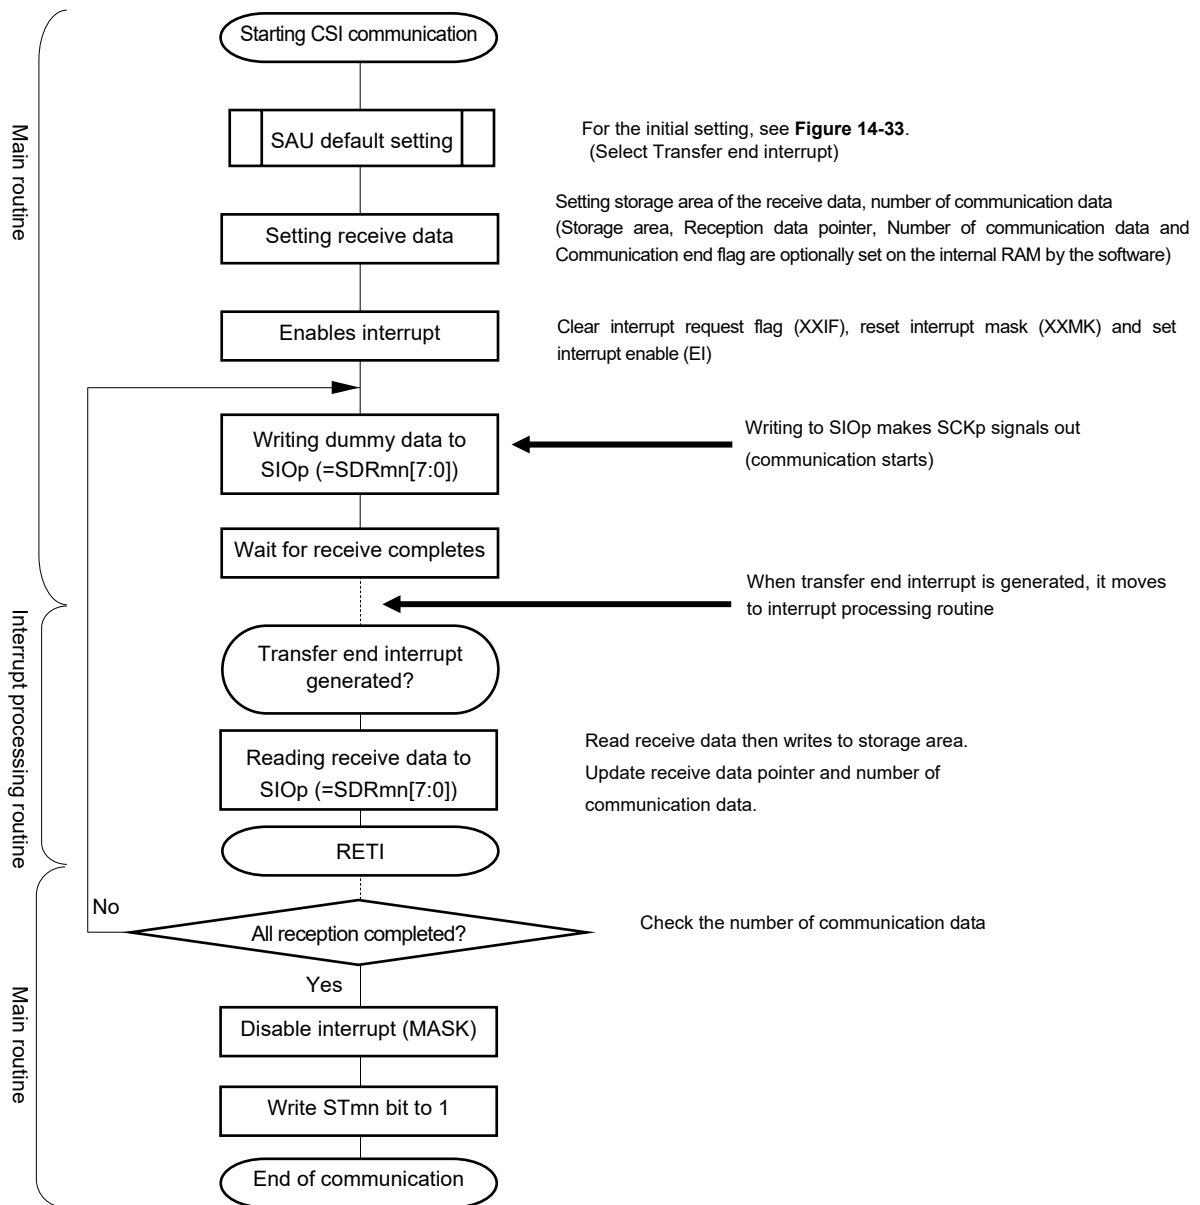 Starting CSI communication
Main routine
SAU default setting
For the initial setting, see Figure 14-33.
(Select Transfer end interrupt)
Setting receive data
Setting storage area of the receive data, number of communication data
(Storage area, Reception data pointer, Number of communication data and
Communication end flag are optionally set on the internal RAM by the software)
Enables interrupt
Clear interrupt request flag (XXIF), reset interrupt mask (XXMK) and set
interrupt enable (EI)
Writing dummy data to
SIOp (=SDRmn[7:0])
Writing to SIOp makes SCKp signals out
(communication starts)
Wait for receive completes
When transfer end interrupt is generated, it moves
to interrupt processing routine
Interrupt processing routine
Transfer end interrupt
generated?
Reading receive data to
SIOp (=SDRmn[7:0])
Read receive data then writes to storage area.
Update receive data pointer and number of
communication data.
RETI
No
All reception completed?
Check the number of communication data
Yes
Main routine
Disable interrupt (MASK)
Write STmn bit to 1
End of communication